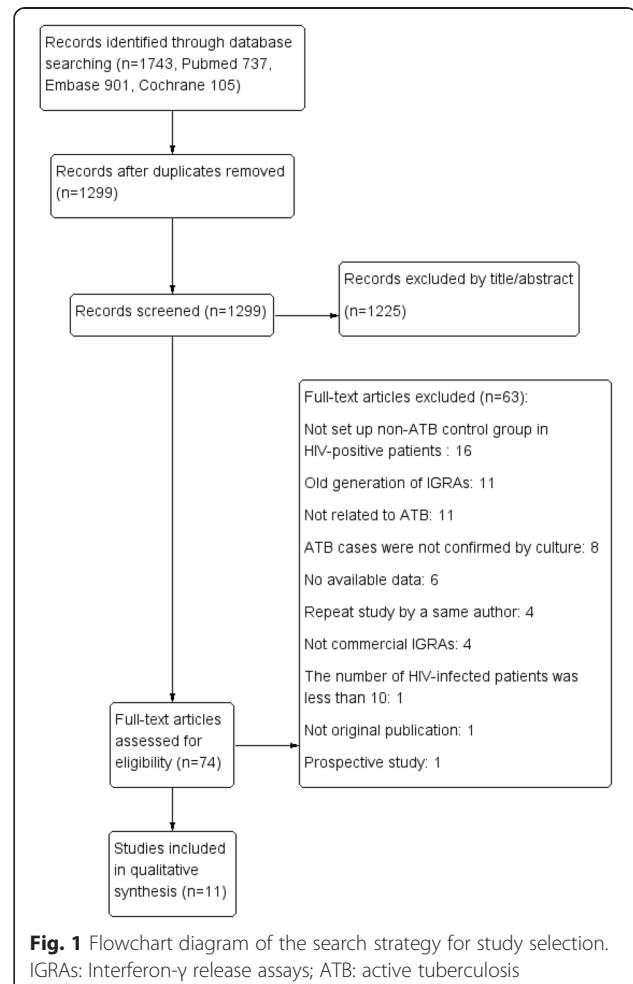 Records identified through database
searching (n=1743, Pubmed 737,
Embase 901, Cochrane 105)
Records after duplicates removed
(n=1299)
Records screened (n=1299)
Records excluded by title/abstract
(n=1225)
Full-text articles excluded (n=63):
Not set up non-ATB control group in
HIV-positive patients : 16
Old generation of IGRAs: 11
Not related to ATB: 11
ATB cases were not confirmed by culture: 8
No available data: 6
Repeat study by a same author: 4
Not commercial IGRAs: 4
The number of HIV-infected patients was
less than 10: 1
Not original publication: 1
Prospective study: 1
Full-text articles
assessed for
eligibility (n=74)
Studies included
in qualitative
synthesis (n=11)
Fig. 1 Flowchart diagram of the search strategy for study selection.
IGRAs: Interferon-γ release assays; ATB: active tuberculosis